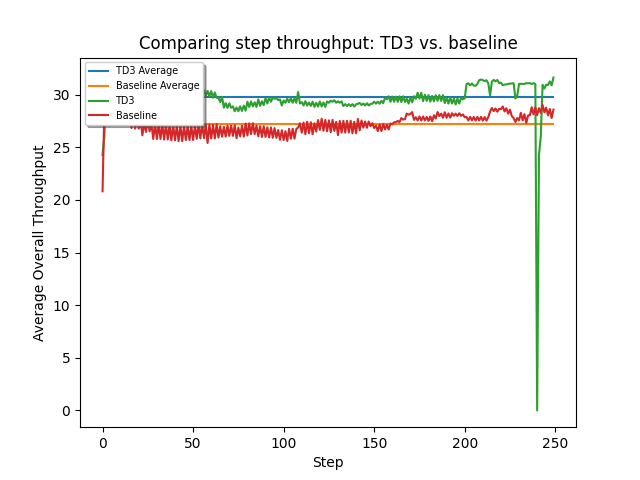 Comparing step throughput: TD3 vs. baseline
TD3 Average
Baseline Average
TD3
Baseline
30
25
20
15
10
5
0
Average Overall Throughput
0 50 100 150 200 250
Step